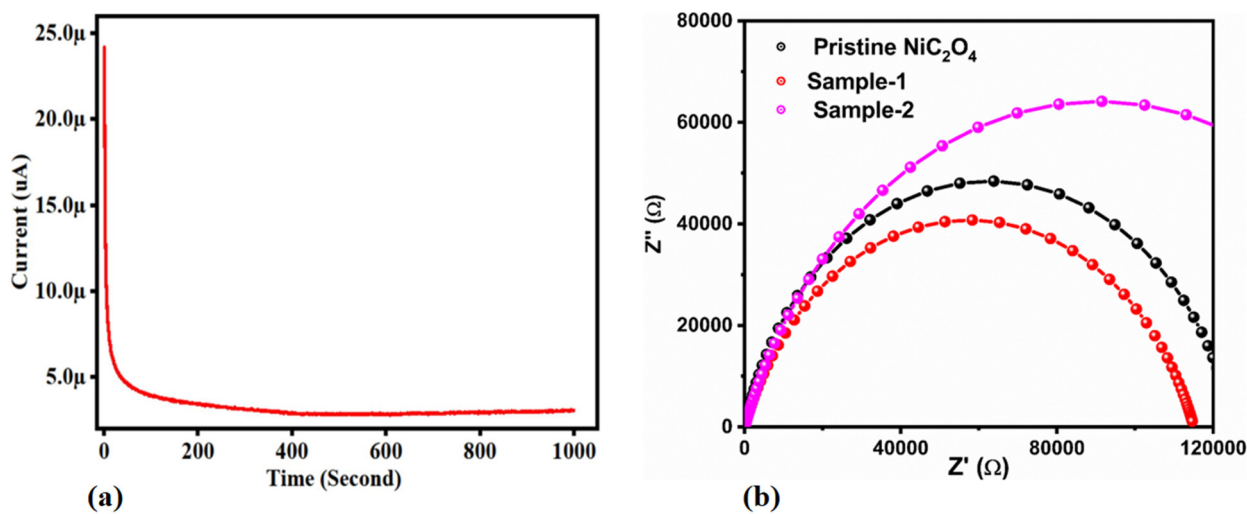 25.0μ
20.0μ
15.0μ
10.0μ
5.0μ
Current (uA)
0 200 400 600 800 1000
Time (Second)
(a)
80000
60000
40000
20000
0
Z" (Ω)
Pristine NiC₂O₄
Sample-1
Sample-2
0 40000 80000 120000
Z' (Ω)
(b)